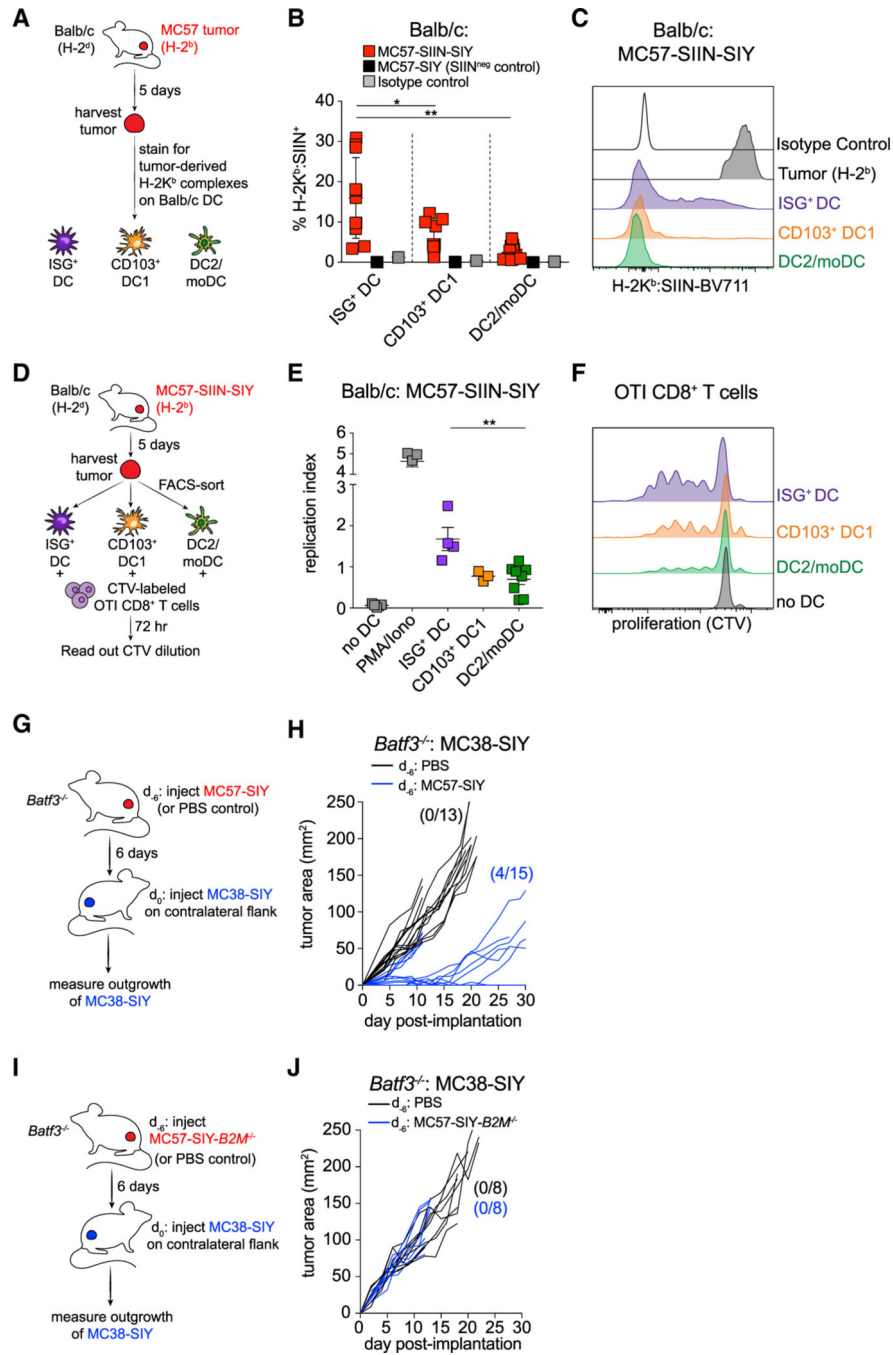 A
Balb/c
(H-2ᵈ)
MC57 tumor
(H-2ᵇ)
5 days
harvest
tumor
stain for
tumor-derived
H-2Kᵇ complexes
on Balb/c DC
ISG⁺
DC
CD103⁺
DC1
DC2/
moDC
B
Balb/c:
MC57-SIIN-SIY
MC57-SIY (SIINⁿᵉᵍ control)
Isotype control
% H-2Kᵇ:SIIN⁺
40
30
20
10
0
*
**
ISG⁺ DC
CD103⁺ DC1
DC2/moDC
C
Balb/c:
MC57-SIIN-SIY
Isotype Control
Tumor (H-2ᵇ)
ISG⁺ DC
CD103⁺ DC1
DC2/moDC
H-2Kᵇ:SIIN-BV711
D
Balb/c
(H-2ᵈ)
MC57-SIIN-SIY
(H-2ᵇ)
5 days
harvest
tumor
FACS-sort
ISG⁺
DC
+
CD103⁺
DC1
+
DC2/
moDC
+
CTV-labeled
OTI CD8⁺ T cells
72 hr
Read out CTV dilution
E
Balb/c: MC57-SIIN-SIY
replication index
6
5
4
3
2
1
0
**
no DC
PMA/Iono
ISG⁺ DC
CD103⁺ DC1
DC2/moDC
F
OTI CD8⁺ T cells
ISG⁺ DC
CD103⁺ DC1
DC2/moDC
no DC
proliferation (CTV)
G
Batf3⁻/⁻
d₋₆: inject MC57-SIY
(or PBS control)
6 days
d₀: inject MC38-SIY
on contralateral flank
measure outgrowth
of MC38-SIY
H
Batf3⁻/⁻: MC38-SIY
d₋₆: PBS
d₋₆: MC57-SIY
tumor area (mm²)
250
200
150
100
50
0
(0/13)
(4/15)
0 5 10 15 20 25 30
day post-implantation
I
Batf3⁻/⁻
d₋₆: inject
MC57-SIY-B2M⁻/⁻
(or PBS control)
6 days
d₀: inject MC38-SIY
on contralateral flank
measure outgrowth
of MC38-SIY
J
Batf3⁻/⁻: MC38-SIY
d₋₆: PBS
d₋₆: MC57-SIY-B2M⁻/⁻
tumor area (mm²)
250
200
150
100
50
0
(0/8)
(0/8)
0 5 10 15 20 25 30
day post-implantation